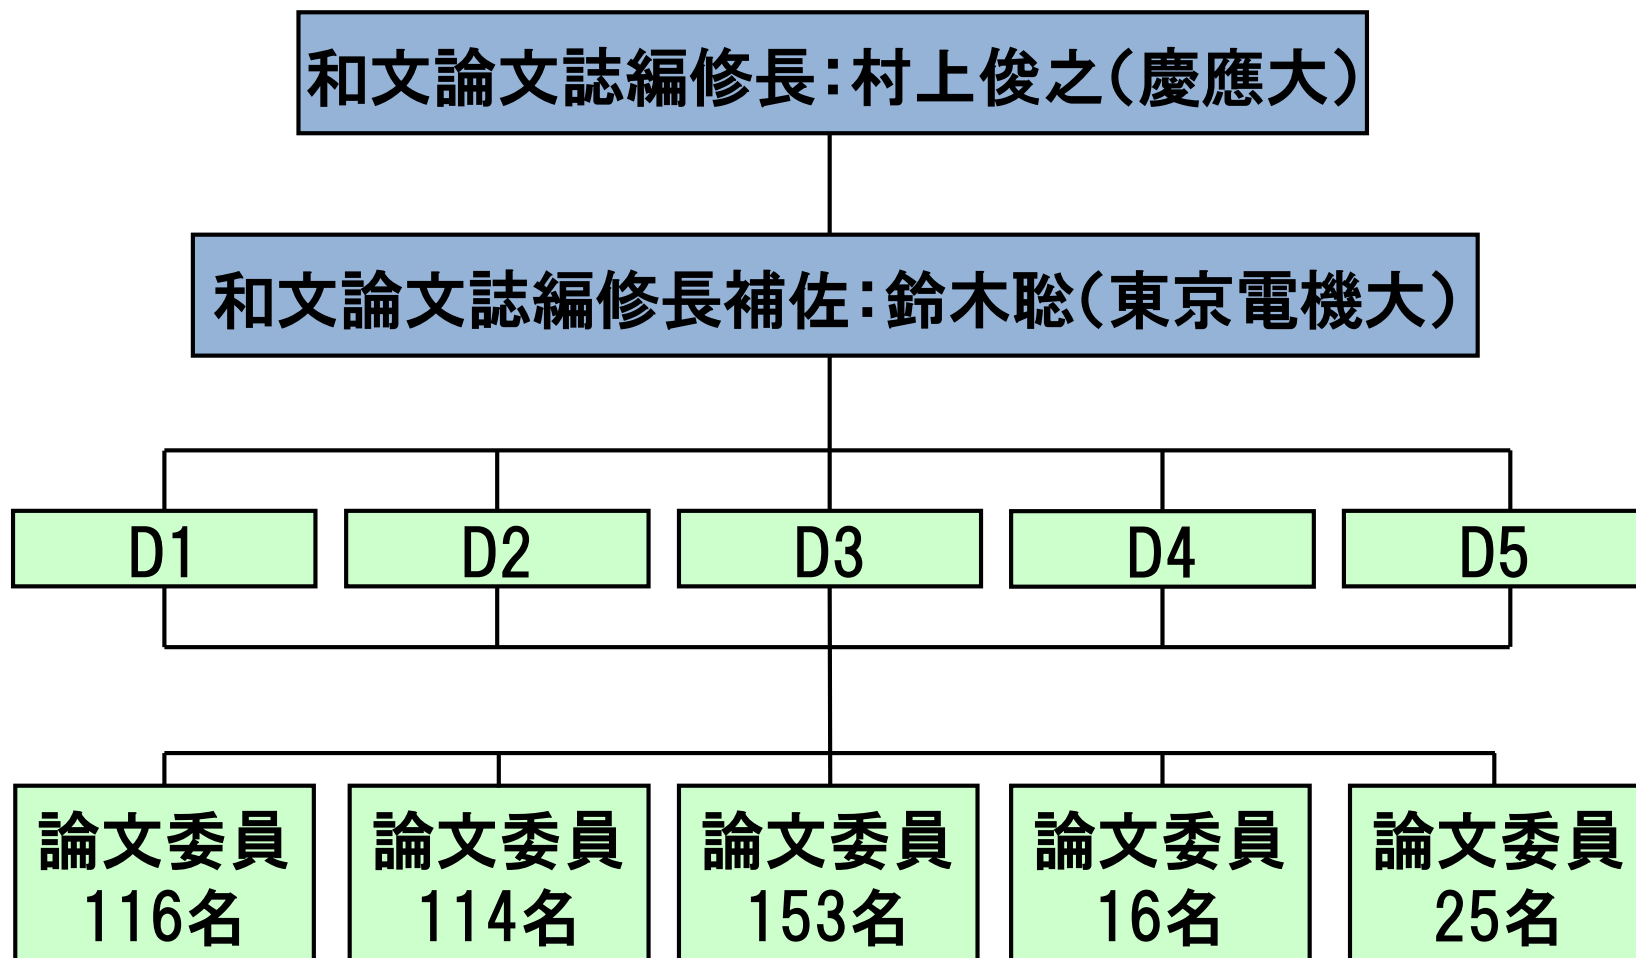 和文論文誌編修長：村上俊之（慶應大）
和文論文誌編修長補佐：鈴木聡（東京電機大）
D1
D2
D3
D4
D5
論文委員
116名
論文委員
114名
論文委員
153名
論文委員
16名
論文委員
25名